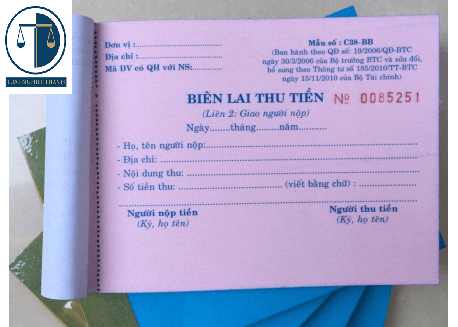 LUẬT NGHIỆP THÀNH
Đơn vị :
Địa chỉ :
Mã ĐV có QH với NS:
Mẫu số : C38-BB
(Ban hành theo QĐ số: 19/2006/QĐ-BTC
ngày 30/3/2006 của Bộ trưởng BTC và sửa đổi,
bổ sung theo Thông tư số 185/2010/TT-BTC
ngày 15/11/2010 của Bộ Tài chính)
BIÊN LAI THU TIỀN № 0085251
(Liên 2: Giao người nộp)
Ngày........tháng........năm...........
- Họ, tên người nộp:
- Địa chỉ:
- Nội dung thu:
- Số tiền thu: (viết bằng chữ) :
Người nộp tiền
(Ký, họ tên)
Người thu tiền
(Ký, họ tên)